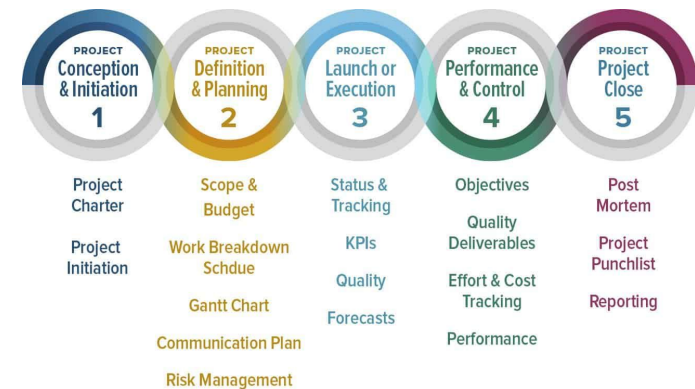 PROJECT
Conception
& Initiation
1
PROJECT
Definition
& Planning
2
PROJECT
Launch or
Execution
3
PROJECT
Performance
& Control
4
PROJECT
Project
Close
5
Project
Charter
Project
Initiation
Scope &
Budget
Work Breakdown
Schdue
Gantt Chart
Communication Plan
Risk Management
Status &
Tracking
KPIs
Quality
Forecasts
Objectives
Quality
Deliverables
Effort & Cost
Tracking
Performance
Post
Mortem
Project
Punchlist
Reporting